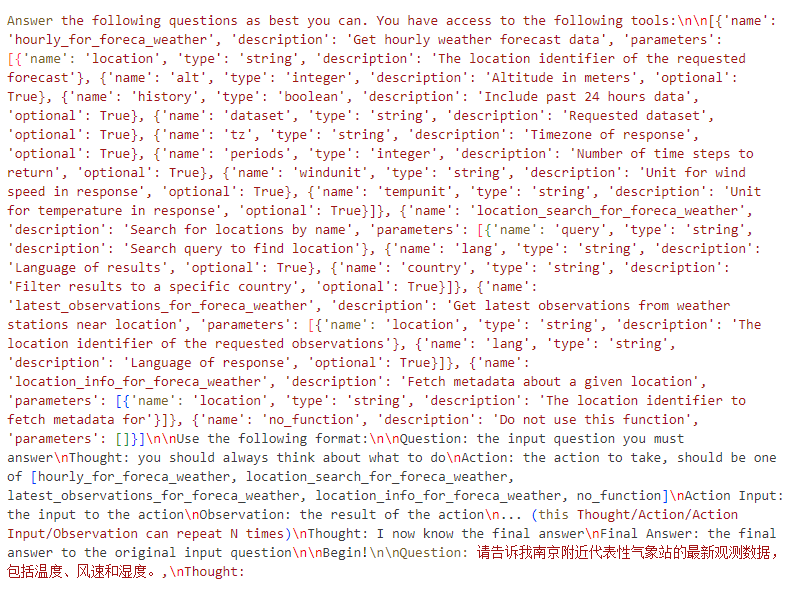 Answer the following questions as best you can. You have access to the following tools:\n\n[{'name':
'hourly_for_foreca_weather', 'description': 'Get hourly weather forecast data', 'parameters':
[{'name': 'location', 'type': 'string', 'description': 'The location identifier of the requested
forecast'}, {'name': 'alt', 'type': 'integer', 'description': 'Altitude in meters', 'optional':
True}, {'name': 'history', 'type': 'boolean', 'description': 'Include past 24 hours data',
'optional': True}, {'name': 'dataset', 'type': 'string', 'description': 'Requested dataset',
'optional': True}, {'name': 'tz', 'type': 'string', 'description': 'Timezone of response',
'optional': True}, {'name': 'periods', 'type': 'integer', 'description': 'Number of time steps to
return', 'optional': True}, {'name': 'windunit', 'type': 'string', 'description': 'Unit for wind
speed in response', 'optional': True}, {'name': 'tempunit', 'type': 'string', 'description': 'Unit
for temperature in response', 'optional': True}]}, {'name': 'location_search_for_foreca_weather',
'description': 'Search for locations by name', 'parameters': [{'name': 'query', 'type': 'string',
'description': 'Search query to find location'}, {'name': 'lang', 'type': 'string', 'description':
'Language of results', 'optional': True}, {'name': 'country', 'type': 'string', 'description':
'Filter results to a specific country', 'optional': True}]}, {'name':
'latest_observations_for_foreca_weather', 'description': 'Get latest observations from weather
stations near location', 'parameters': [{'name': 'location', 'type': 'string', 'description': 'The
location identifier of the requested observations'}, {'name': 'lang', 'type': 'string',
'description': 'Language of response', 'optional': True}]}, {'name':
'location_info_for_foreca_weather', 'description': 'Fetch metadata about a given location',
'parameters': [{'name': 'location', 'type': 'string', 'description': 'The location identifier to
fetch metadata for'}]}, {'name': 'no_function', 'description': 'Do not use this function',
'parameters': []}]\n\nUse the following format:\n\nQuestion: the input question you must
answer\nThought: you should always think about what to do\nAction: the action to take, should be one
of [hourly_for_foreca_weather, location_search_for_foreca_weather,
latest_observations_for_foreca_weather, location_info_for_foreca_weather, no_function]\nAction Input:
the input to the action\nObservation: the result of the action\n... (this Thought/Action/Action
Input/Observation can repeat N times)\nThought: I now know the final answer\nFinal Answer: the final
answer to the original input question\n\nBegin!\n\nQuestion: 请告诉我南京附近代表性气象站的最新观测数据,
包括温度、风速和湿度。,\nThought: